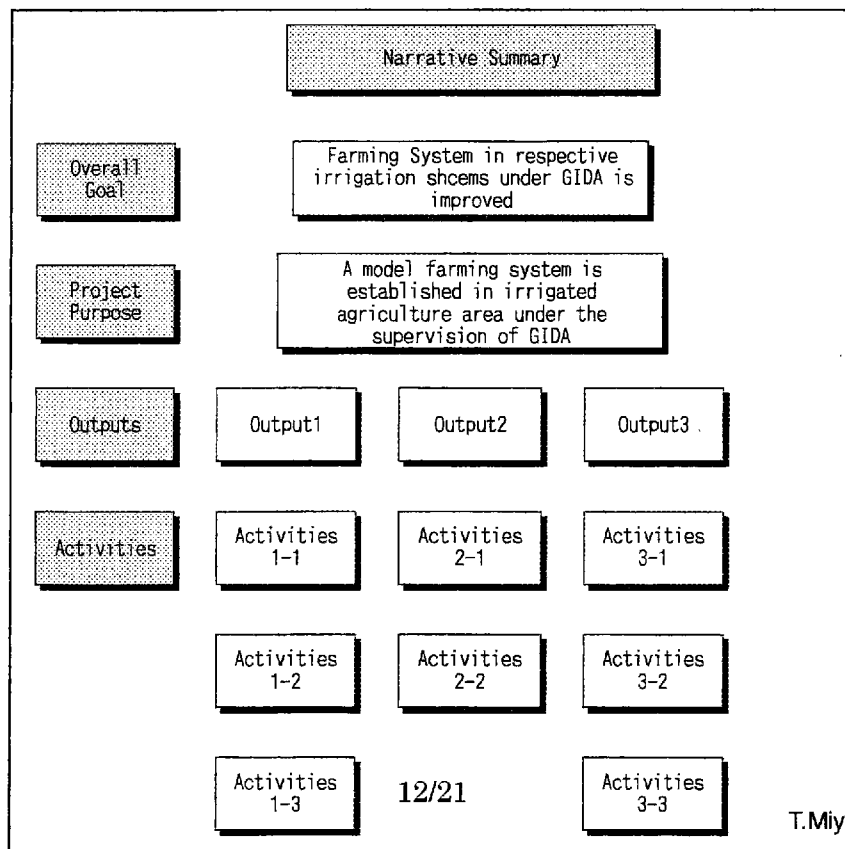 Narrative Summary
Overall
Goal
Farming System in respective
irrigation shcems under GIDA is
improved
Project
Purpose
A model farming system is
established in irrigated
agriculture area under the
supervision of GIDA
Outputs
Output1
Output2
Output3
Activities
Activities
1-1
Activities
2-1
Activities
3-1
Activities
1-2
Activities
2-2
Activities
3-2
Activities
1-3
12/21
Activities
3-3
T.Miy